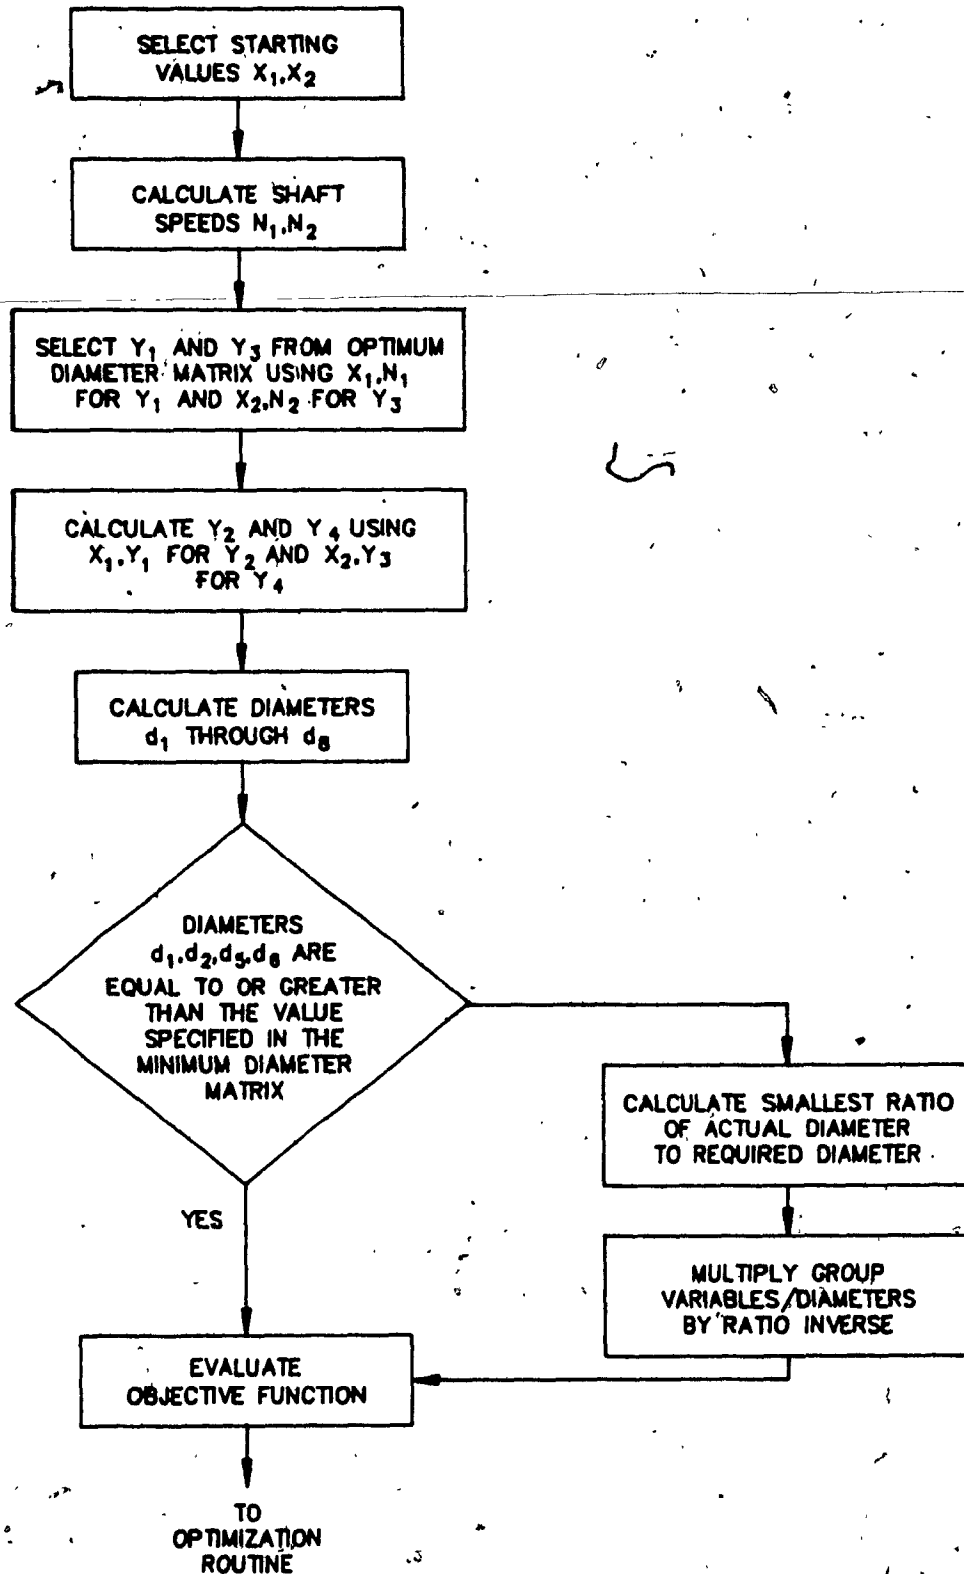 SELECT STARTING
VALUES X₁,X₂
CALCULATE SHAFT
SPEEDS N₁,N₂
SELECT Y₁ AND Y₃ FROM OPTIMUM
DIAMETER MATRIX USING X₁,N₁
FOR Y₁ AND X₂,N₂ FOR Y₃
CALCULATE Y₂ AND Y₄ USING
X₁,Y₁ FOR Y₂ AND X₂,Y₃
FOR Y₄
CALCULATE DIAMETERS
d₁ THROUGH d₈
DIAMETERS
d₁,d₂,d₅,d₆ ARE
EQUAL TO OR GREATER
THAN THE VALUE
SPECIFIED IN THE
MINIMUM DIAMETER
MATRIX
CALCULATE SMALLEST RATIO
OF ACTUAL DIAMETER
TO REQUIRED DIAMETER
YES
MULTIPLY GROUP
VARIABLES/DIAMETERS
BY RATIO INVERSE
EVALUATE
OBJECTIVE FUNCTION
TO
OPTIMIZATION
ROUTINE